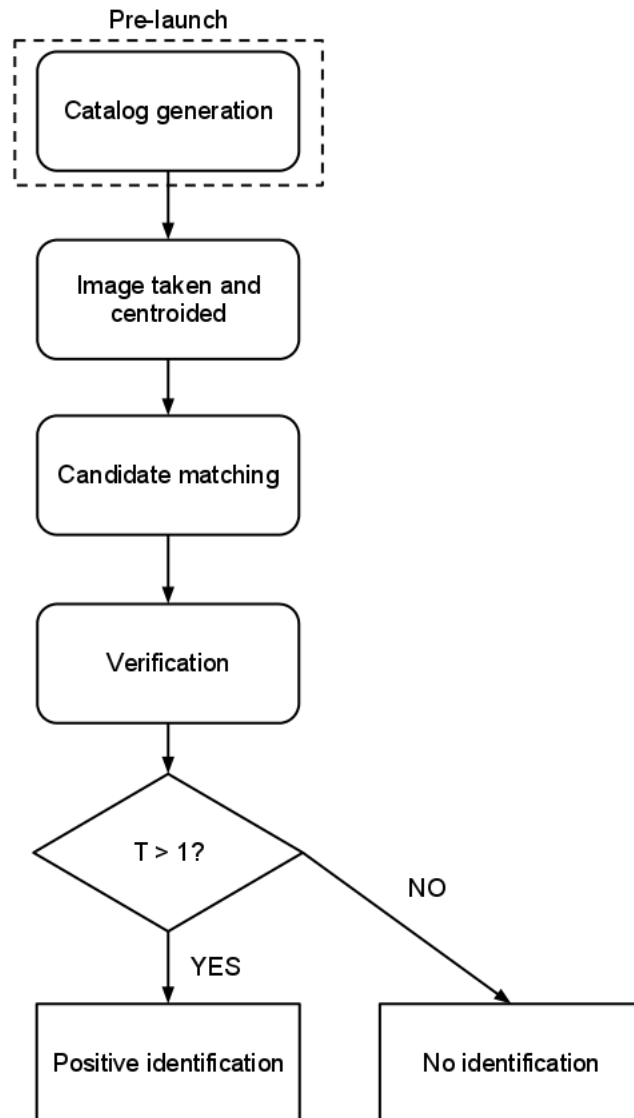 Pre-launch
Catalog generation
Image taken and
centroided
Candidate matching
Verification
T > 1?
NO
YES
Positive identification
No identification